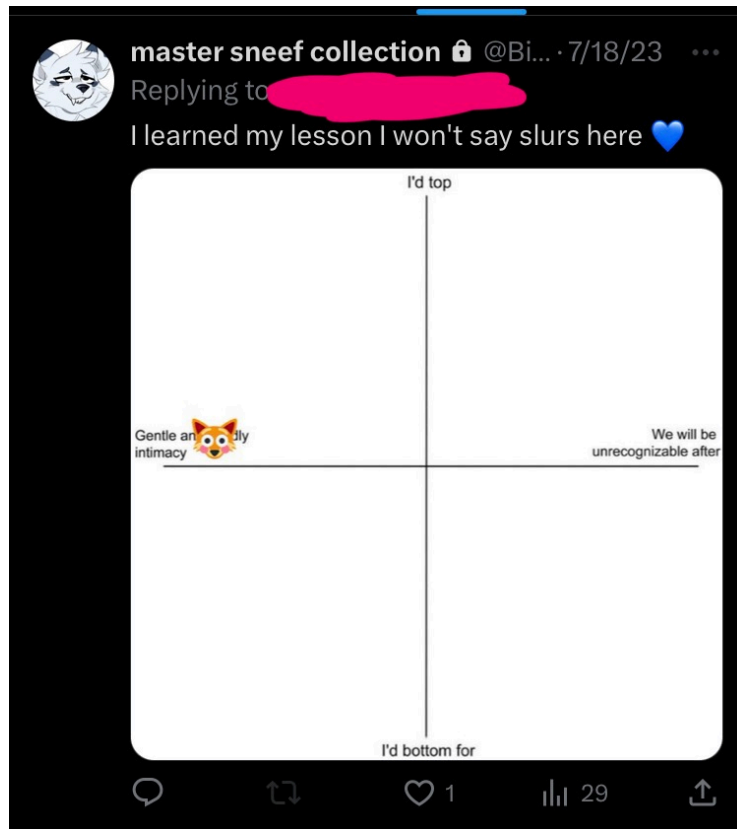 master sneef collection @Bi... · 7/18/23
Replying to
I learned my lesson I won't say slurs here 💙
I'd top
Gentle an dly
intimacy
We will be
unrecognizable after
I'd bottom for
1
29